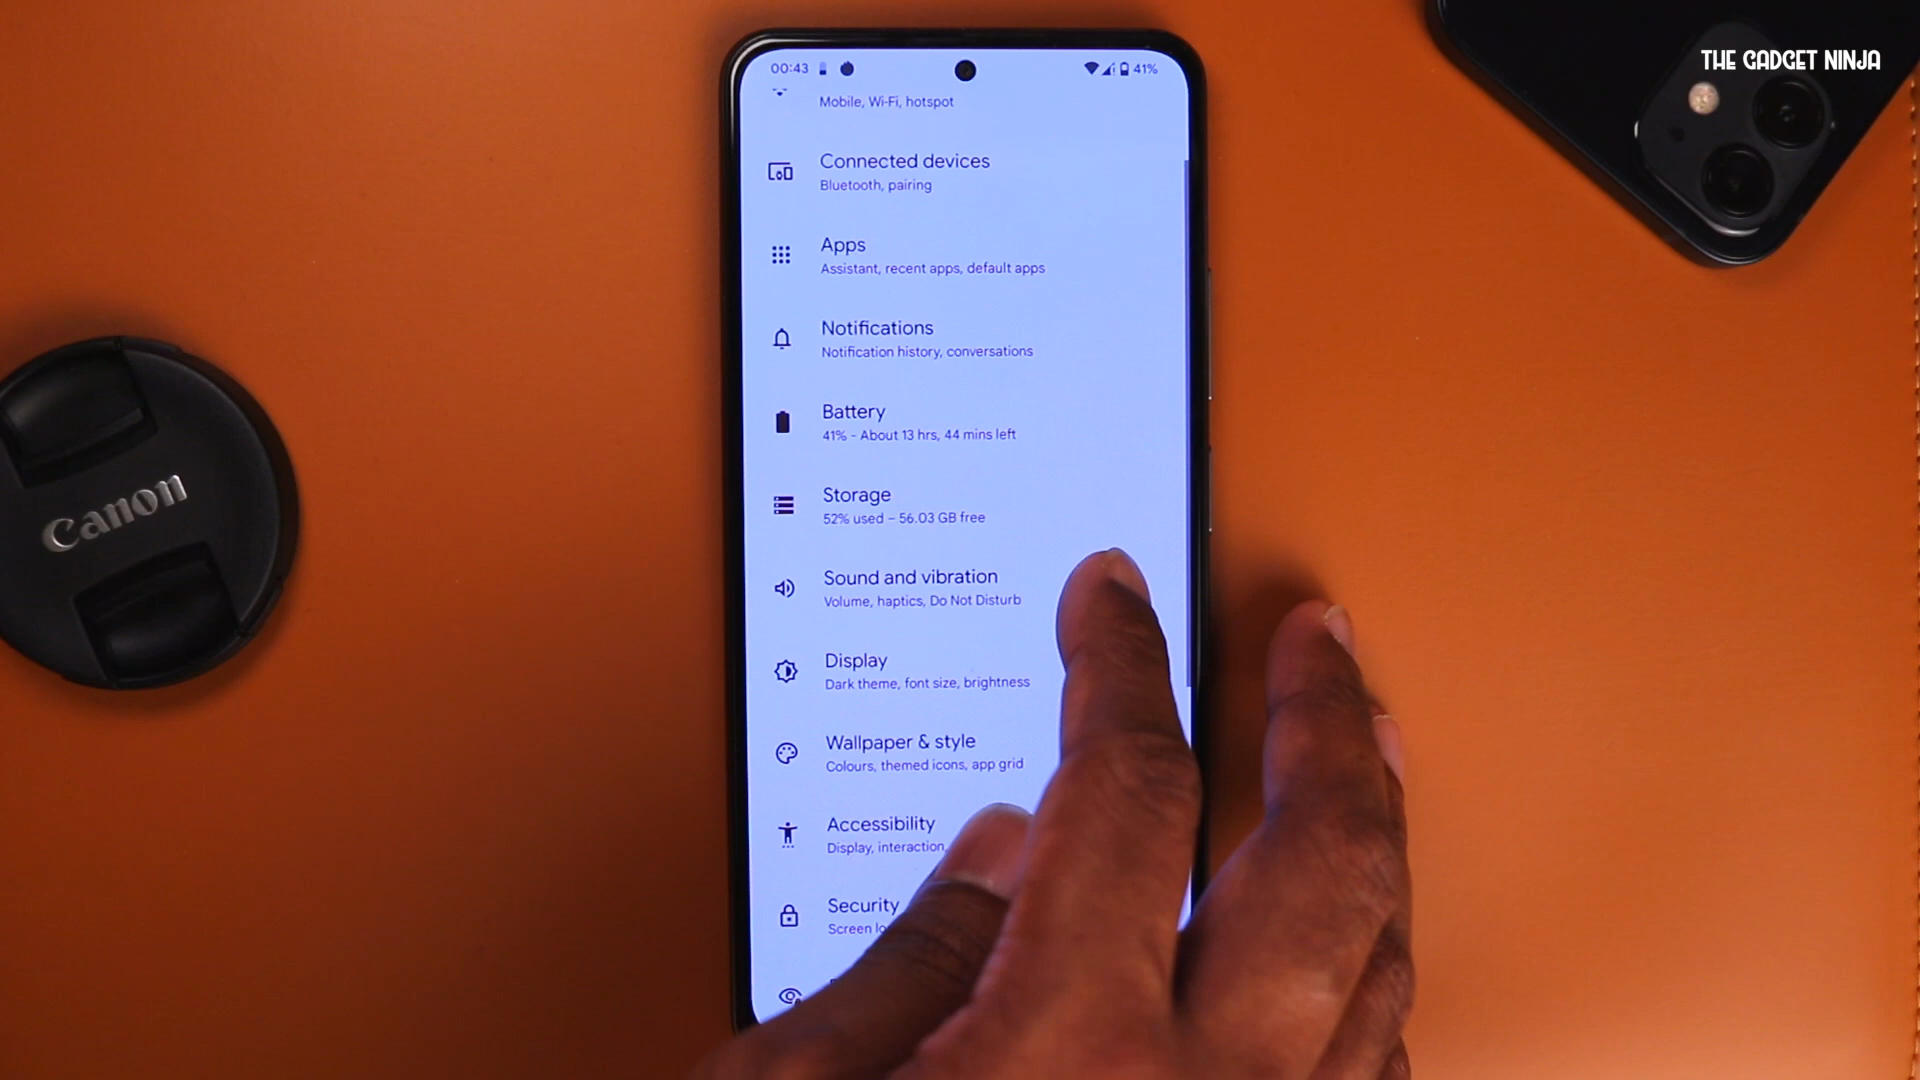 THE GADGET NINJA
00:43
41%
Mobile, Wi-Fi, hotspot
Connected devices
Bluetooth, pairing
Apps
Assistant, recent apps, default apps
Notifications
Notification history, conversations
Battery
41% - About 13 hrs, 44 mins left
Storage
52% used – 56.03 GB free
Sound and vibration
Volume, haptics, Do Not Disturb
Display
Dark theme, font size, brightness
Wallpaper & style
Colours, themed icons, app grid
Accessibility
Display, interaction,
Security
Screen
Canon